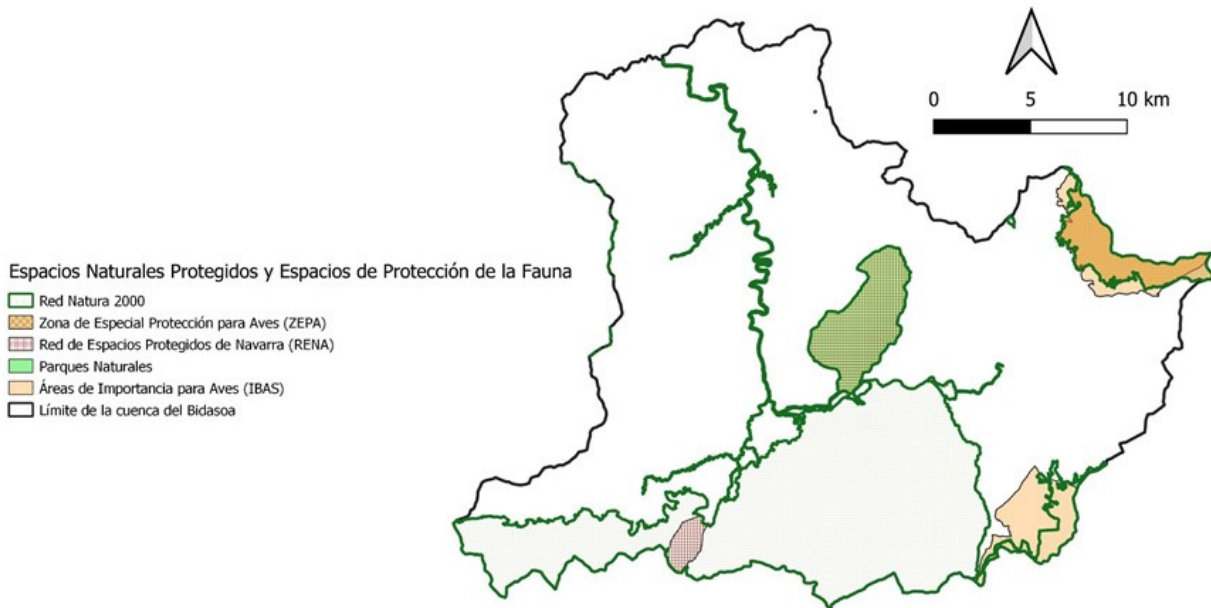 0 5 10 km
Espacios Naturales Protegidos y Espacios de Protección de la Fauna
Red Natura 2000
Zona de Especial Protección para Aves (ZEPA)
Red de Espacios Protegidos de Navarra (RENA)
Parques Naturales
Áreas de Importancia para Aves (IBAS)
Límite de la cuenca del Bidasoa